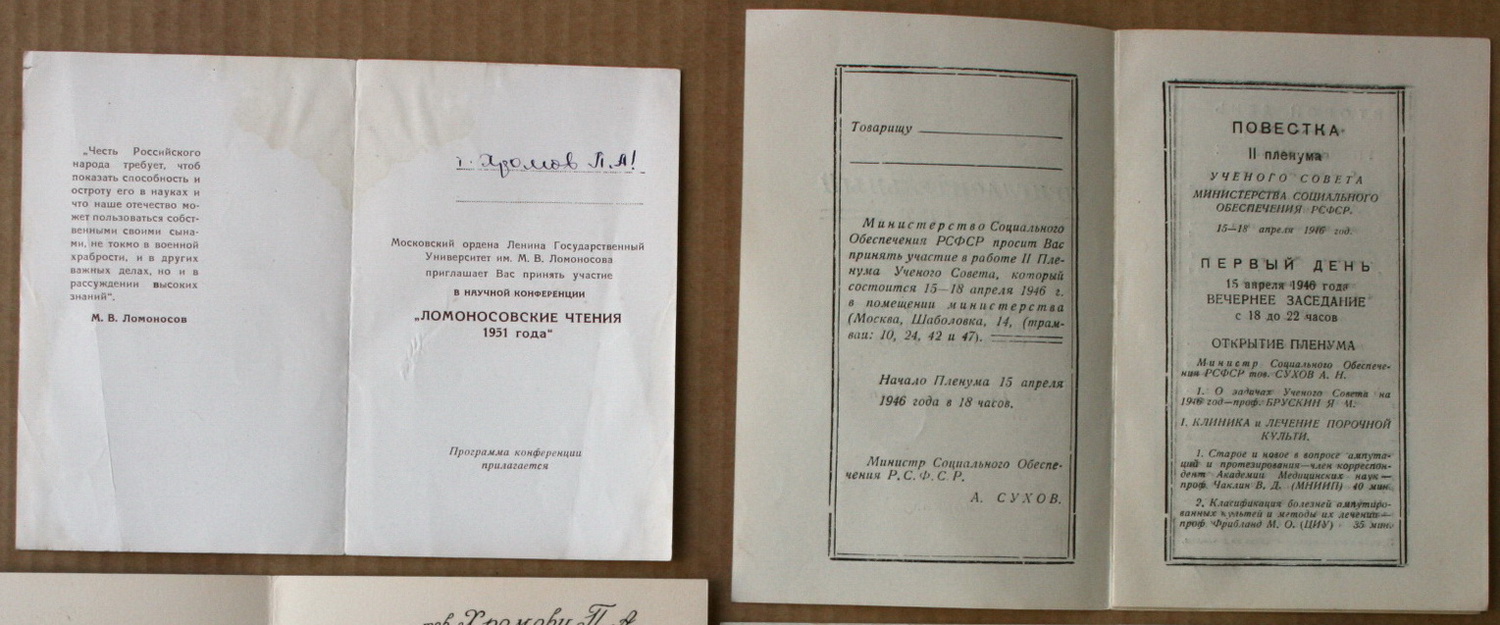 „Честь Российского
народа требует, чтоб
показать способность и
остроту его в науках и
что наше отечество мо-
жет пользоваться собст-
венными своими сына-
ми, не токмо в военной
храбрости, и в других
важных делах, но и в
рассуждении высоких
знаний“.
М. В. Ломоносов
т. Хромов П. А!
Московский ордена Ленина Государственный
Университет им. М. В. Ломоносова
приглашает Вас принять участие
В НАУЧНОЙ КОНФЕРЕНЦИИ
„ЛОМОНОСОВСКИЕ ЧТЕНИЯ
1951 года“
Программа конференции
прилагается
тов Хромову П. А
Товарищу
Министерство Социального
Обеспечения РСФСР просит Вас
принять участие в работе II Пле-
нума Ученого Совета, который
состоится 15—18 апреля 1946 г.
в помещении министерства
(Москва, Шаболовка, 14, (трам-
ваи: 10, 24, 42 и 47).
Начало Пленума 15 апреля
1946 года в 18 часов.
Министр Социального Обеспе-
чения Р.С.Ф.С.Р.
А. СУХОВ.
ПОВЕСТКА
II пленума
УЧЕНОГО СОВЕТА
МИНИСТЕРСТВА СОЦИАЛЬНОГО
ОБЕСПЕЧЕНИЯ РСФСР.
15—18 апреля 1946 год.
ПЕРВЫЙ ДЕНЬ
15 апреля 1946 года
ВЕЧЕРНЕЕ ЗАСЕДАНИЕ
с 18 до 22 часов
ОТКРЫТИЕ ПЛЕНУМА
Министр Социального Обеспече-
ния РСФСР тов. СУХОВ А. Н.
1. О задачах Ученого Совета на
1946 год—проф. БРУСКИН Я М.
I. КЛИНИКА и ЛЕЧЕНИЕ ПОРОЧНОЙ
КУЛЬТИ.
1. Старое и новое в вопросе ампута-
ций и протезирования—член корреспон-
дент Академии Медицинских наук—
проф. Чаклин В. Д. (МНИИП) 40 мин.
2. Класификация болезней ампутиро-
ванных культей и методы их лечения—
проф. Фрибланд М. О. (ЦИУ) 35 мин.